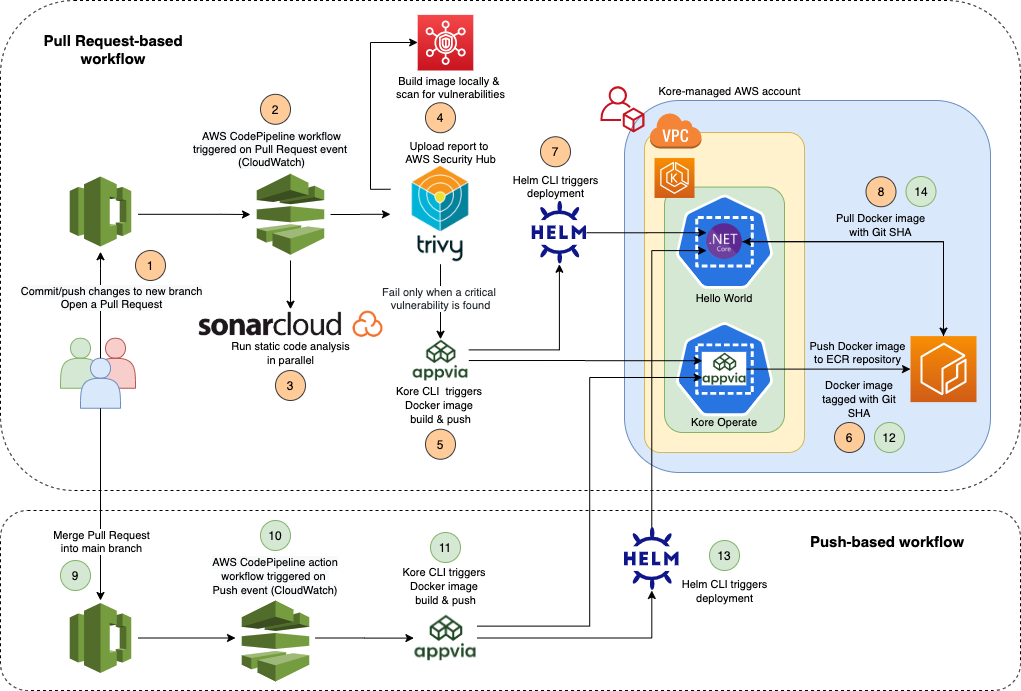 Pull Request-based
workflow
Build image locally &
scan for vulnerabilities
4
Upload report to
AWS Security Hub
trivy
2
AWS CodePipeline workflow
triggered on Pull Request event
(CloudWatch)
1
Commit/push changes to new branch
Open a Pull Request
sonarcloud
Run static code analysis
in parallel
3
Fail only when a critical
vulnerability is found
appvia
Kore CLI triggers
Docker image
build & push
5
7
Helm CLI triggers
deployment
HELM
Kore-managed AWS account
VPC
K
.NET
Core
Hello World
appvia
Kore Operate
8
14
Pull Docker image
with Git SHA
Push Docker image
to ECR repository
Docker image
tagged with Git
SHA
6
12
Push-based workflow
Merge Pull Request
into main branch
9
10
AWS CodePipeline action
workflow triggered on
Push event (CloudWatch)
11
Kore CLI triggers
Docker image
build & push
appvia
HELM
13
Helm CLI triggers
deployment